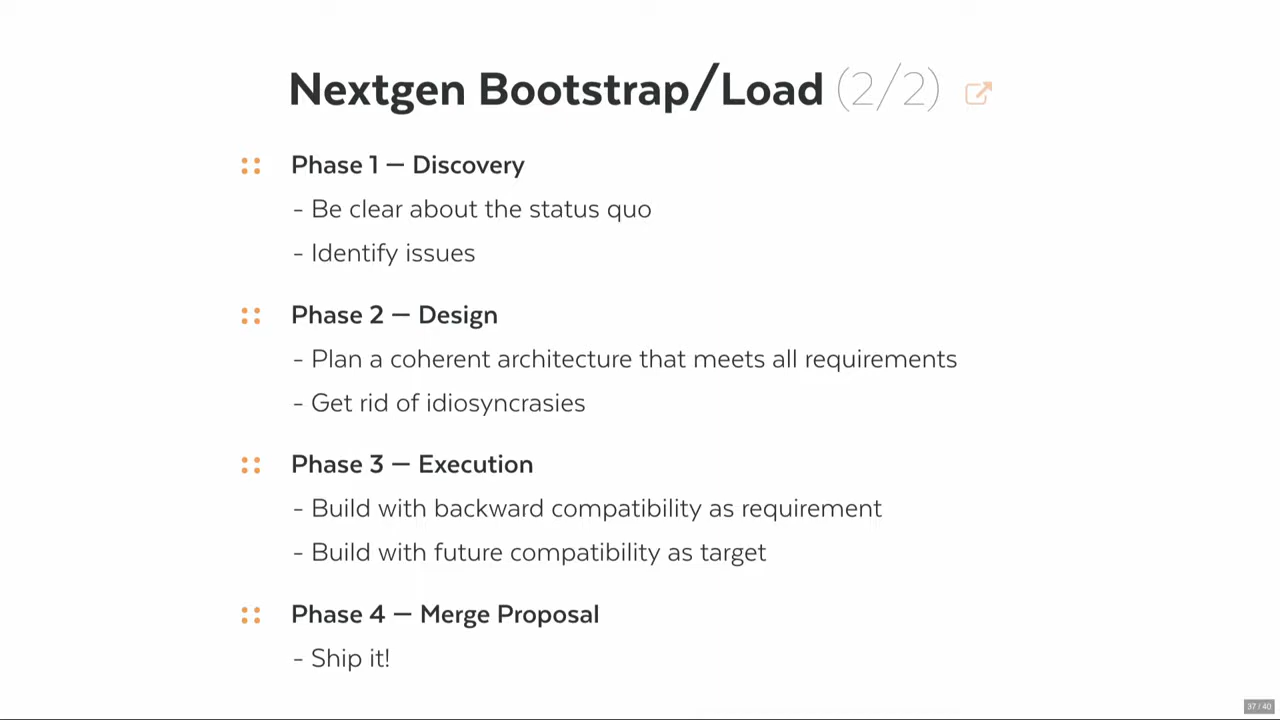 Nextgen Bootstrap/Load (2/2)
Phase 1 — Discovery
- Be clear about the status quo
- Identify issues
Phase 2 — Design
- Plan a coherent architecture that meets all requirements
- Get rid of idiosyncrasies
Phase 3 — Execution
- Build with backward compatibility as requirement
- Build with future compatibility as target
Phase 4 — Merge Proposal
- Ship it!
37 / 40